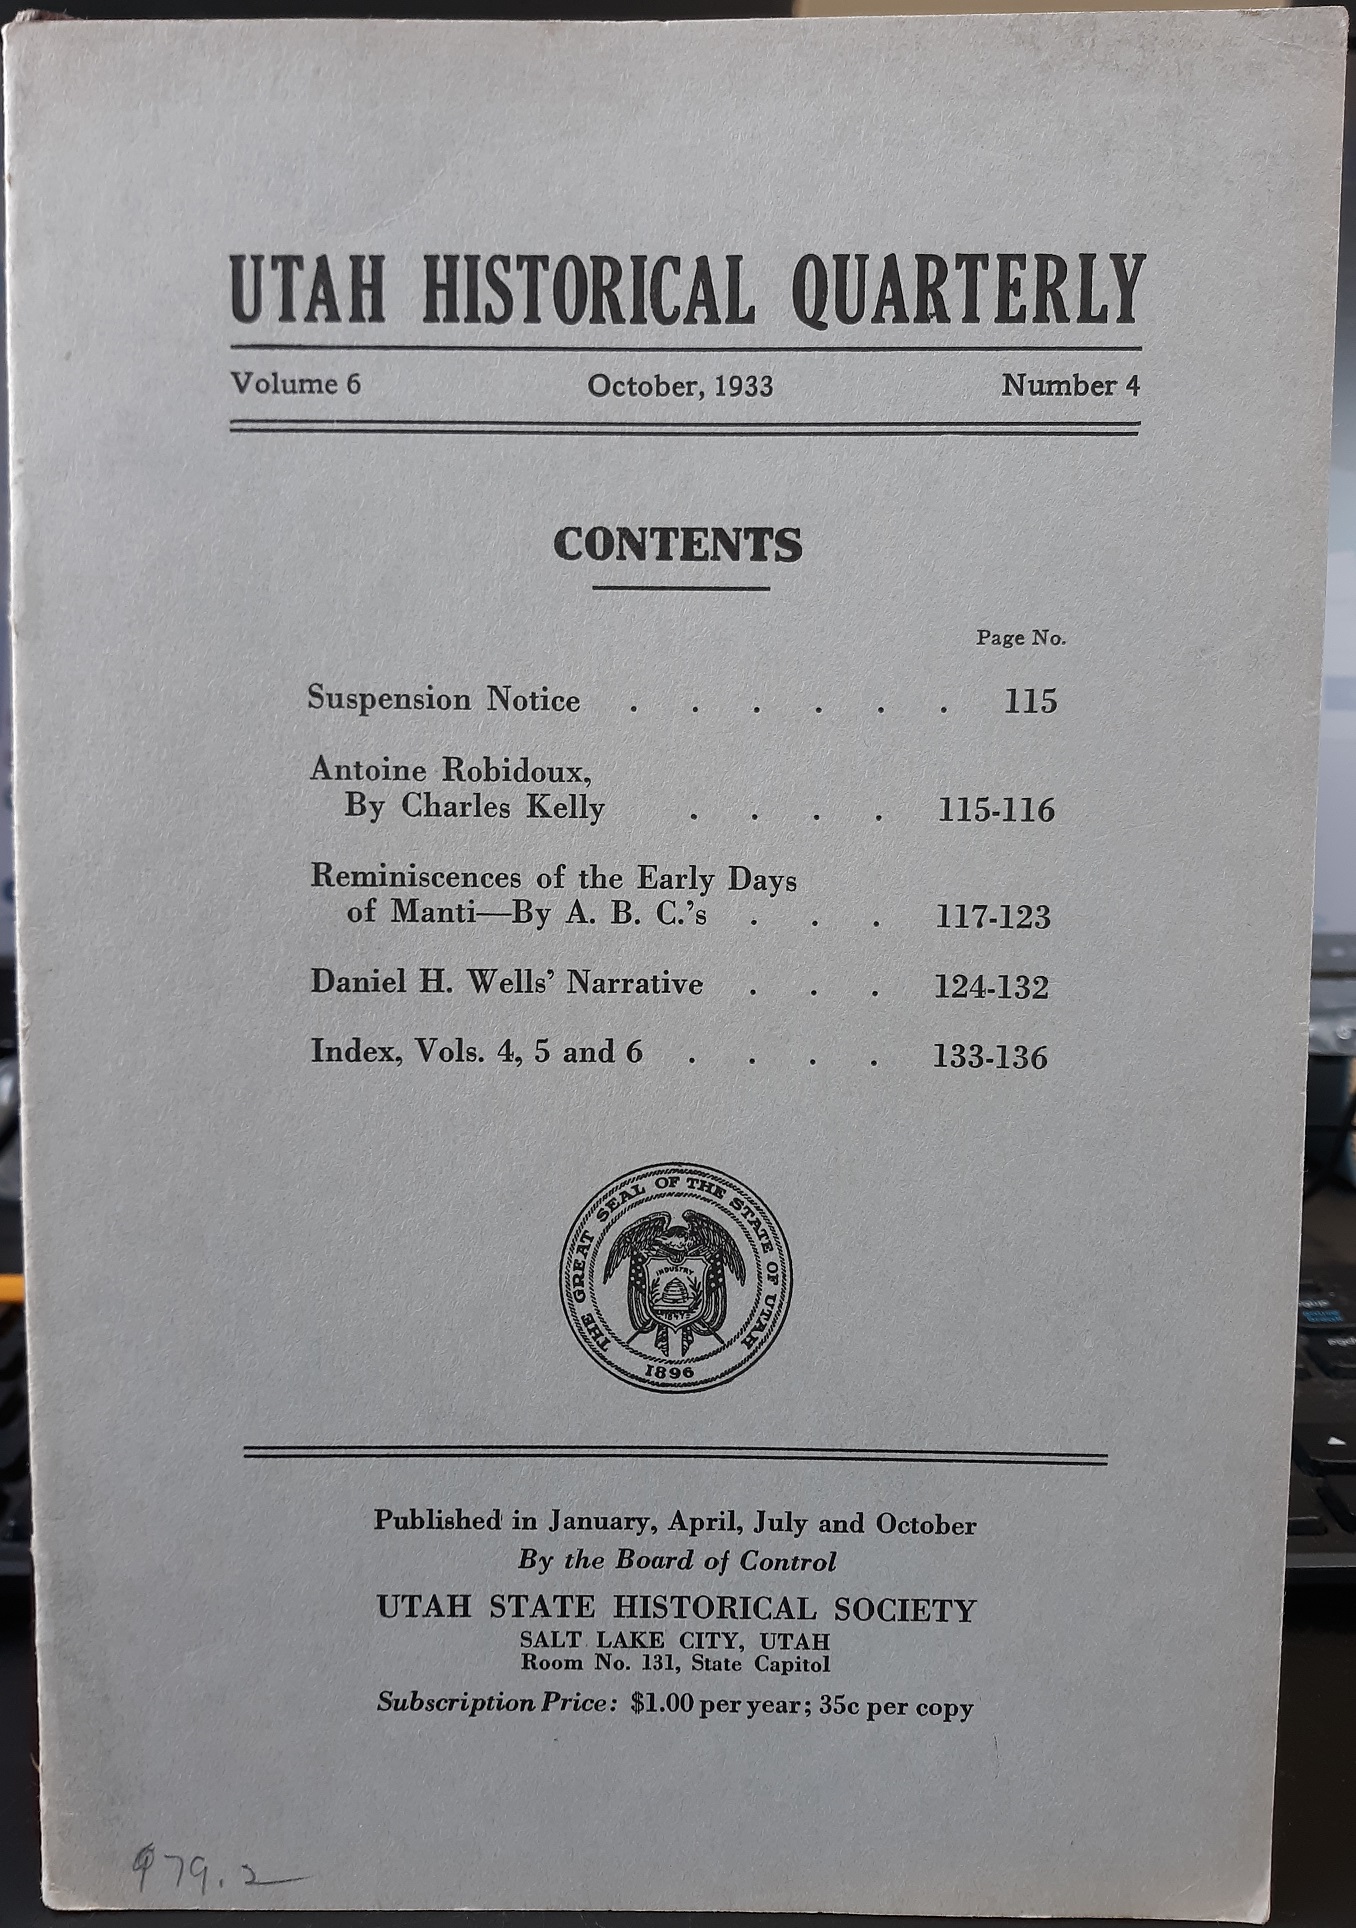 UTAH HISTORICAL QUARTERLY
Volume 6 October, 1933 Number 4
CONTENTS
Page No.
Suspension Notice . . . . . . 115
Antoine Robidoux,
By Charles Kelly . . . . 115-116
Reminiscences of the Early Days
of Manti—By A. B. C.'s . . . 117-123
Daniel H. Wells' Narrative . . . 124-132
Index, Vols. 4, 5 and 6 . . . . 133-136
THE GREAT SEAL OF THE STATE OF UTAH
INDUSTRY
1847
1896
Published in January, April, July and October
By the Board of Control
UTAH STATE HISTORICAL SOCIETY
SALT LAKE CITY, UTAH
Room No. 131, State Capitol
Subscription Price: $1.00 per year; 35c per copy
979.2